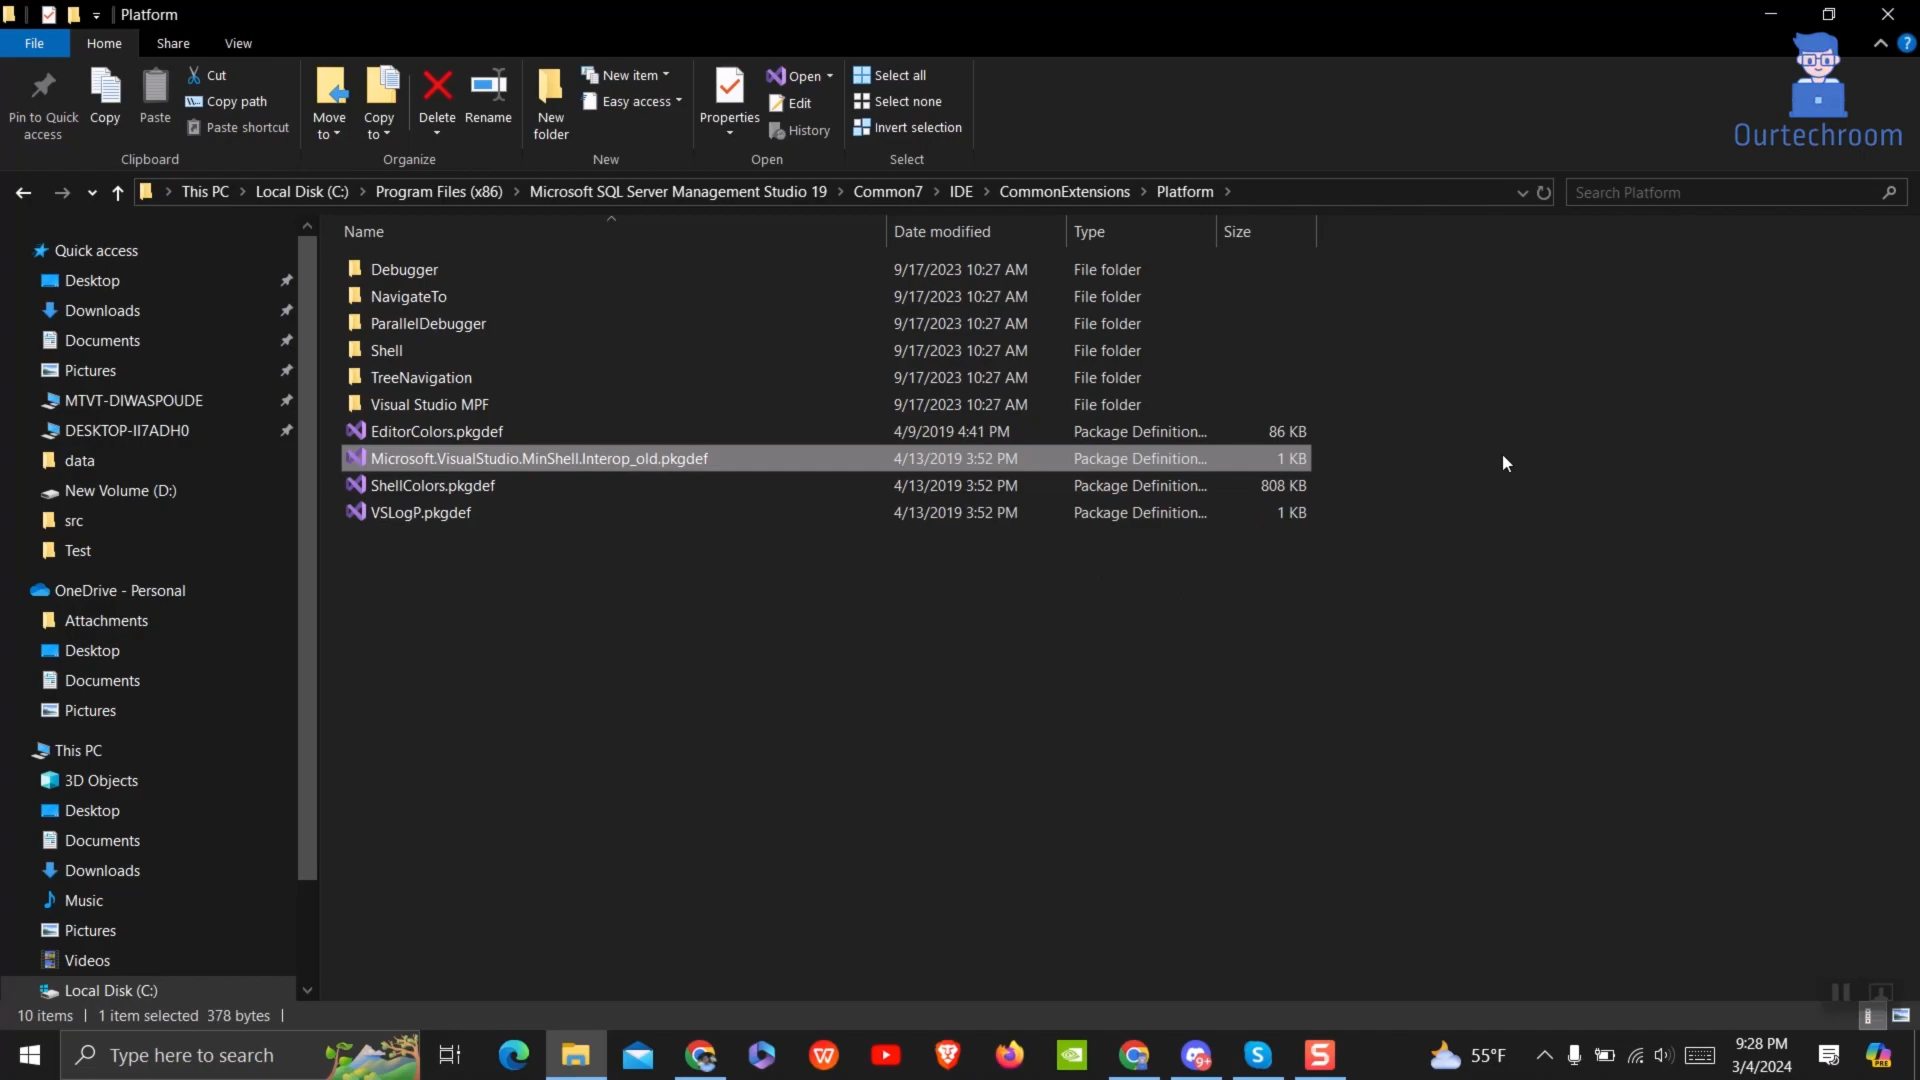 Platform
File Home Share View
Pin to Quick access
Copy
Paste
Cut
Copy path
Paste shortcut
Clipboard
Move to
Copy to
Delete
Rename
Organize
New folder
New item
Easy access
New
Properties
Open
Edit
History
Open
Select all
Select none
Invert selection
Select
Ourtechroom
This PC > Local Disk (C:) > Program Files (x86) > Microsoft SQL Server Management Studio 19 > Common7 > IDE > CommonExtensions > Platform >
Search Platform
Quick access
Desktop
Downloads
Documents
Pictures
MTVT-DIWASPOUDE
DESKTOP-II7ADH0
data
New Volume (D:)
src
Test
OneDrive - Personal
Attachments
Desktop
Documents
Pictures
This PC
3D Objects
Desktop
Documents
Downloads
Music
Pictures
Videos
Local Disk (C:)
Name Date modified Type Size
Debugger 9/17/2023 10:27 AM File folder
NavigateTo 9/17/2023 10:27 AM File folder
ParallelDebugger 9/17/2023 10:27 AM File folder
Shell 9/17/2023 10:27 AM File folder
TreeNavigation 9/17/2023 10:27 AM File folder
Visual Studio MPF 9/17/2023 10:27 AM File folder
EditorColors.pkgdef 4/9/2019 4:41 PM Package Definition... 86 KB
Microsoft.VisualStudio.MinShell.Interop_old.pkgdef 4/13/2019 3:52 PM Package Definition... 1 KB
ShellColors.pkgdef 4/13/2019 3:52 PM Package Definition... 808 KB
VSLogP.pkgdef 4/13/2019 3:52 PM Package Definition... 1 KB
10 items | 1 item selected 378 bytes |
Type here to search
W
9+
S
S
55°F
9:28 PM
3/4/2024
PRE